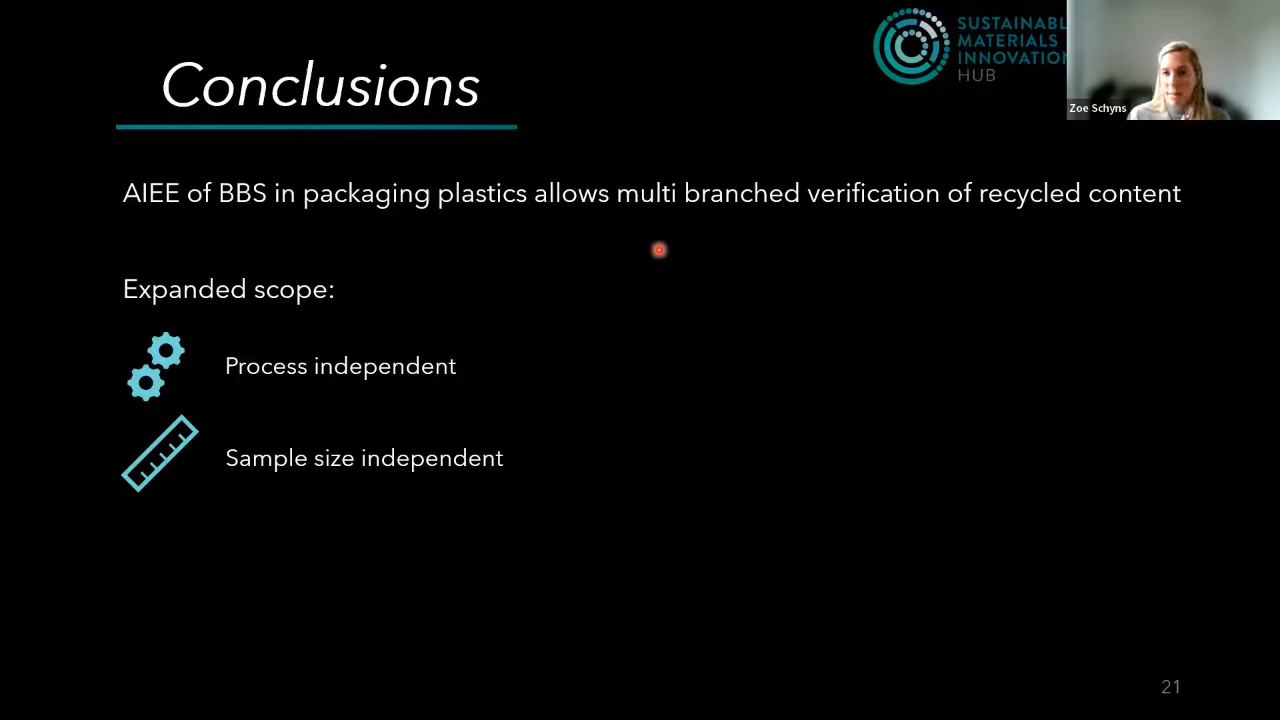 Conclusions
SUSTAINABL
MATERIALS
INNOVATION
HUB
Zoe Schyns
AIEE of BBS in packaging plastics allows multi branched verification of recycled content
Expanded scope:
Process independent
Sample size independent
21